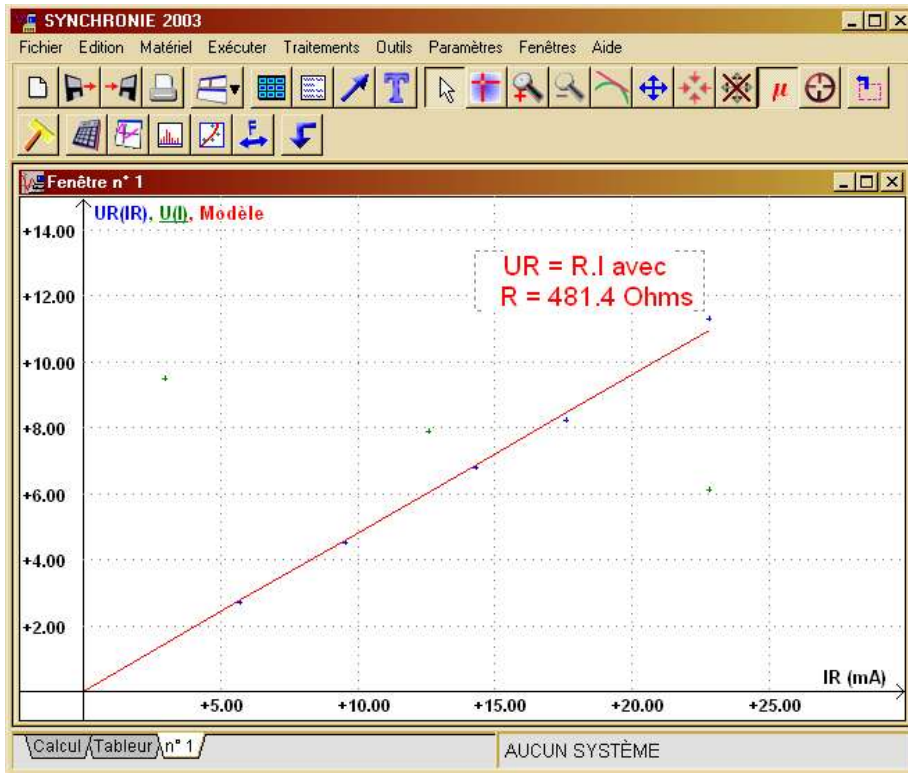 SYNCHRONIE 2003
Fichier Edition Matériel Exécuter Traitements Outils Paramètres Fenêtres Aide
T
μ
F
Fenêtre n° 1
UR(IR), U(I), Modèle
+14.00
UR = R.I avec
R = 481.4 Ohms
+12.00
+10.00
+8.00
+6.00
+4.00
+2.00
IR (mA)
+5.00 +10.00 +15.00 +20.00 +25.00
Calcul Tableur n° 1
AUCUN SYSTÈME